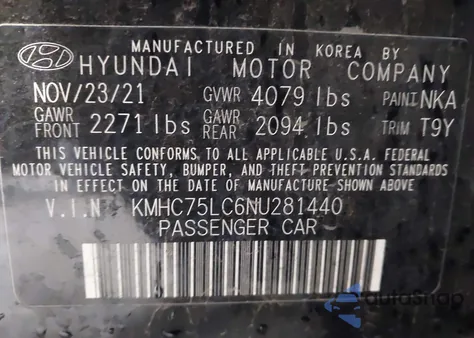 MANUFACTURED IN KOREA BY
HYUNDAI MOTOR COMPANY
NOV/23/21 GVWR 4079 lbs PAINT NKA
GAWR FRONT 2271 lbs GAWR REAR 2094 lbs TRIM T9Y
THIS VEHICLE CONFORMS TO ALL APPLICABLE U.S.A. FEDERAL
MOTOR VEHICLE SAFETY, BUMPER, AND THEFT PREVENTION STANDARDS
IN EFFECT ON THE DATE OF MANUFACTURE SHOWN ABOVE
V.I.N KMHC75LC6NU281440
PASSENGER CAR
autoSnap